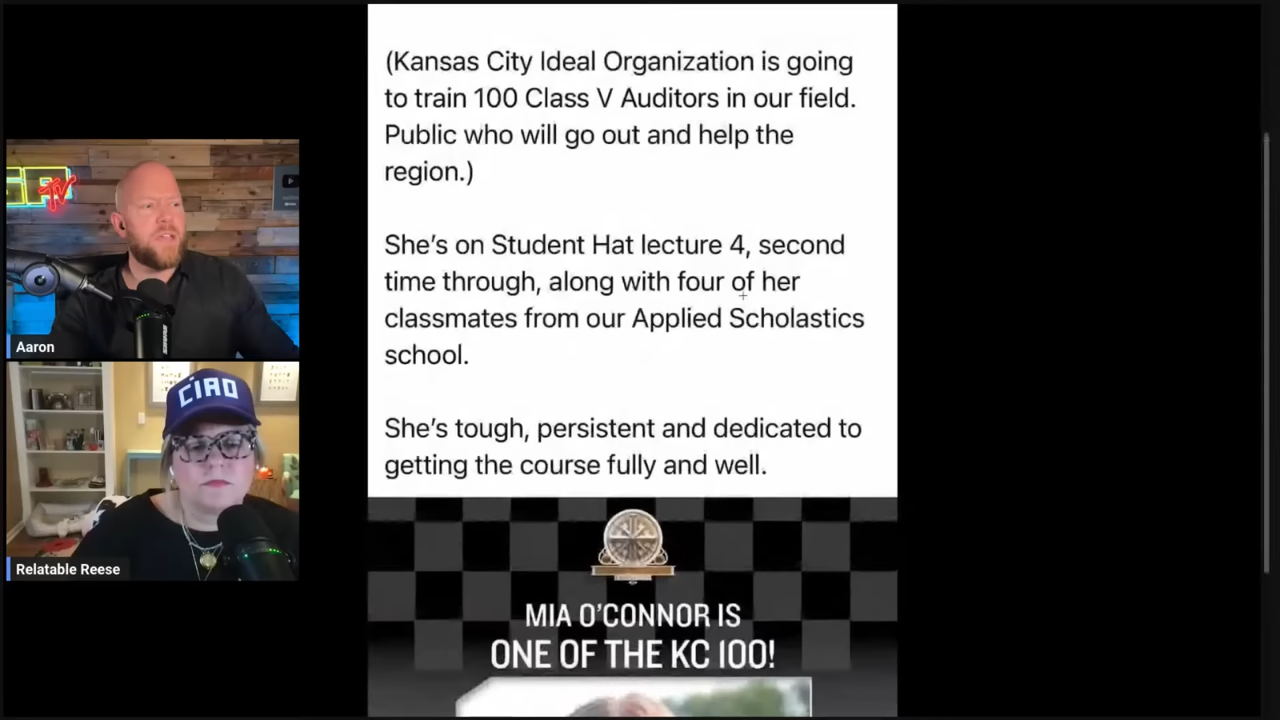 (Kansas City Ideal Organization is going
to train 100 Class V Auditors in our field.
Public who will go out and help the
region.)
She's on Student Hat lecture 4, second
time through, along with four of her
classmates from our Applied Scholastics
school.
She's tough, persistent and dedicated to
getting the course fully and well.
MIA O'CONNOR IS
ONE OF THE KC 100!
TV
Aaron
CIAO
Relatable Reese